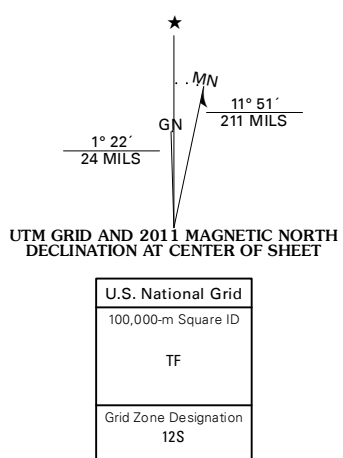 MN
11° 51´
211 MILS
GN
1° 22´
24 MILS
UTM GRID AND 2011 MAGNETIC NORTH
DECLINATION AT CENTER OF SHEET
U.S. National Grid
100,000-m Square ID
TF
Grid Zone Designation
12S